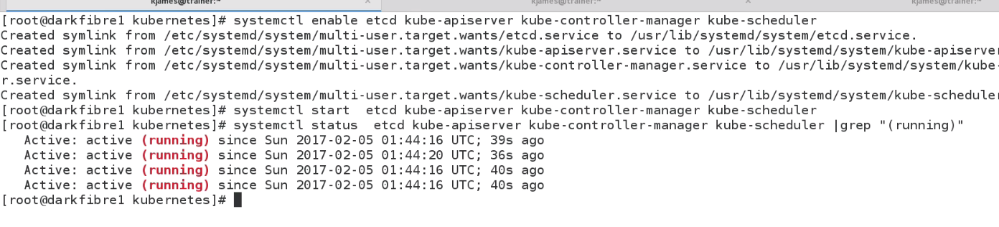 kjames@trainer:~ × kjames@trainer:~ × kjames@trainer:~
[root@darkfibre1 kubernetes]# systemctl enable etcd kube-apiserver kube-controller-manager kube-scheduler
Created symlink from /etc/systemd/system/multi-user.target.wants/etcd.service to /usr/lib/systemd/system/etcd.service.
Created symlink from /etc/systemd/system/multi-user.target.wants/kube-apiserver.service to /usr/lib/systemd/system/kube-apiserver
Created symlink from /etc/systemd/system/multi-user.target.wants/kube-controller-manager.service to /usr/lib/systemd/system/kube-
r.service.
Created symlink from /etc/systemd/system/multi-user.target.wants/kube-scheduler.service to /usr/lib/systemd/system/kube-scheduler
[root@darkfibre1 kubernetes]# systemctl start  etcd kube-apiserver kube-controller-manager kube-scheduler
[root@darkfibre1 kubernetes]# systemctl status  etcd kube-apiserver kube-controller-manager kube-scheduler |grep "(running)"
   Active: active (running) since Sun 2017-02-05 01:44:16 UTC; 39s ago
   Active: active (running) since Sun 2017-02-05 01:44:20 UTC; 36s ago
   Active: active (running) since Sun 2017-02-05 01:44:16 UTC; 40s ago
   Active: active (running) since Sun 2017-02-05 01:44:16 UTC; 40s ago
[root@darkfibre1 kubernetes]#